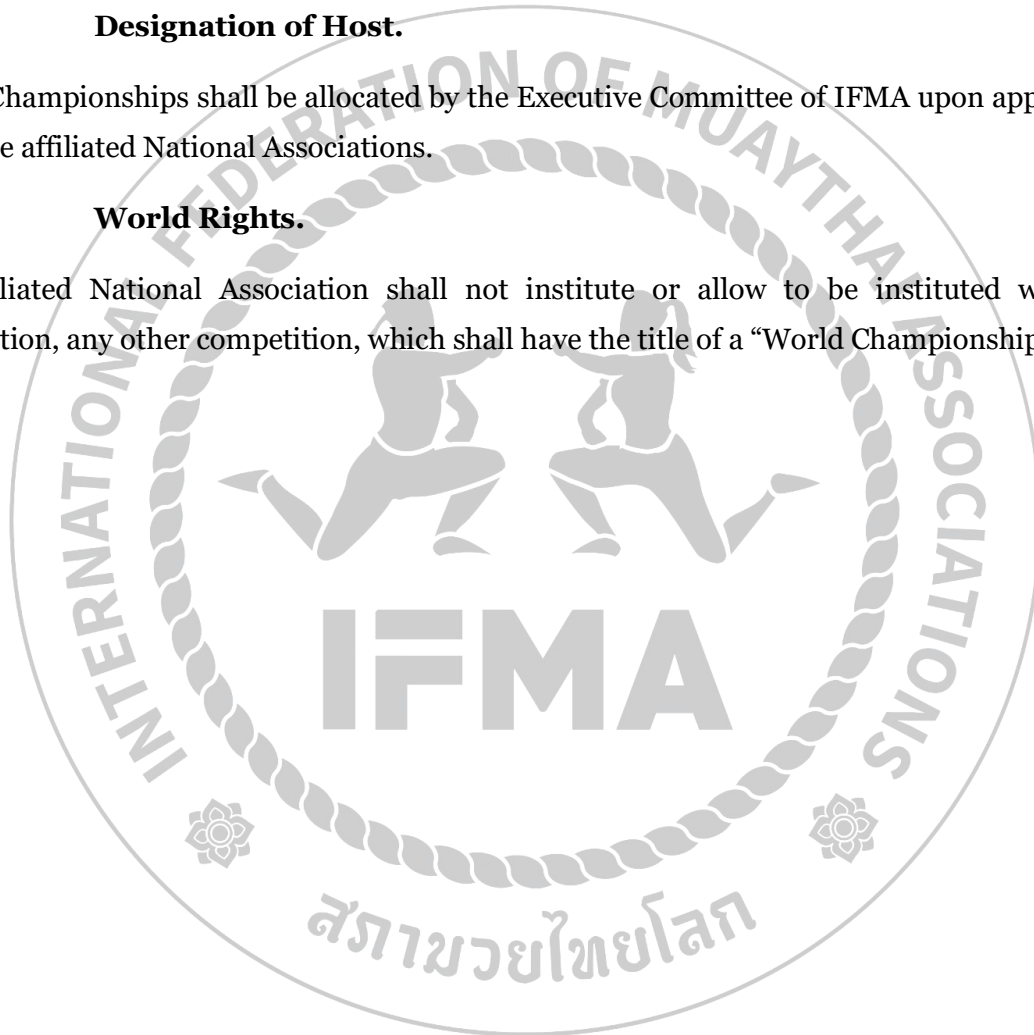 Designation of Host.
Championships shall be allocated by the Executive Committee of IFMA upon app
e affiliated National Associations.
World Rights.
liated National Association shall not institute or allow to be instituted w
tion, any other competition, which shall have the title of a “World Championship
INTERNATIONAL FEDERATION OF MUAYTHAI ASSOCIATIONS
IFMA
สภามวยไทยโลก